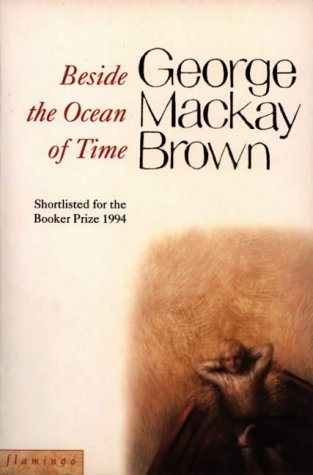 Beside
the Ocean
of Time
George
Mackay
Brown
Shortlisted for the
Booker Prize 1994
flamingo